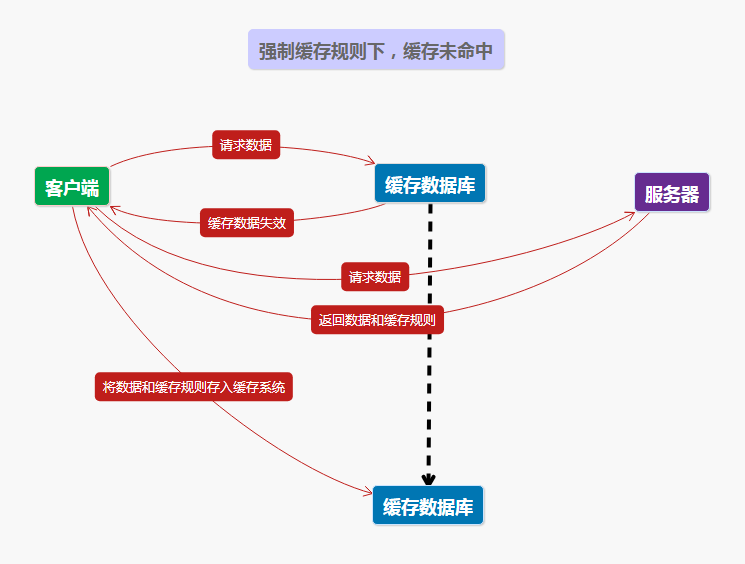 强制缓存规则下，缓存未命中
请求数据
客户端
缓存数据库
服务器
缓存数据失效
请求数据
返回数据和缓存规则
将数据和缓存规则存入缓存系统
缓存数据库